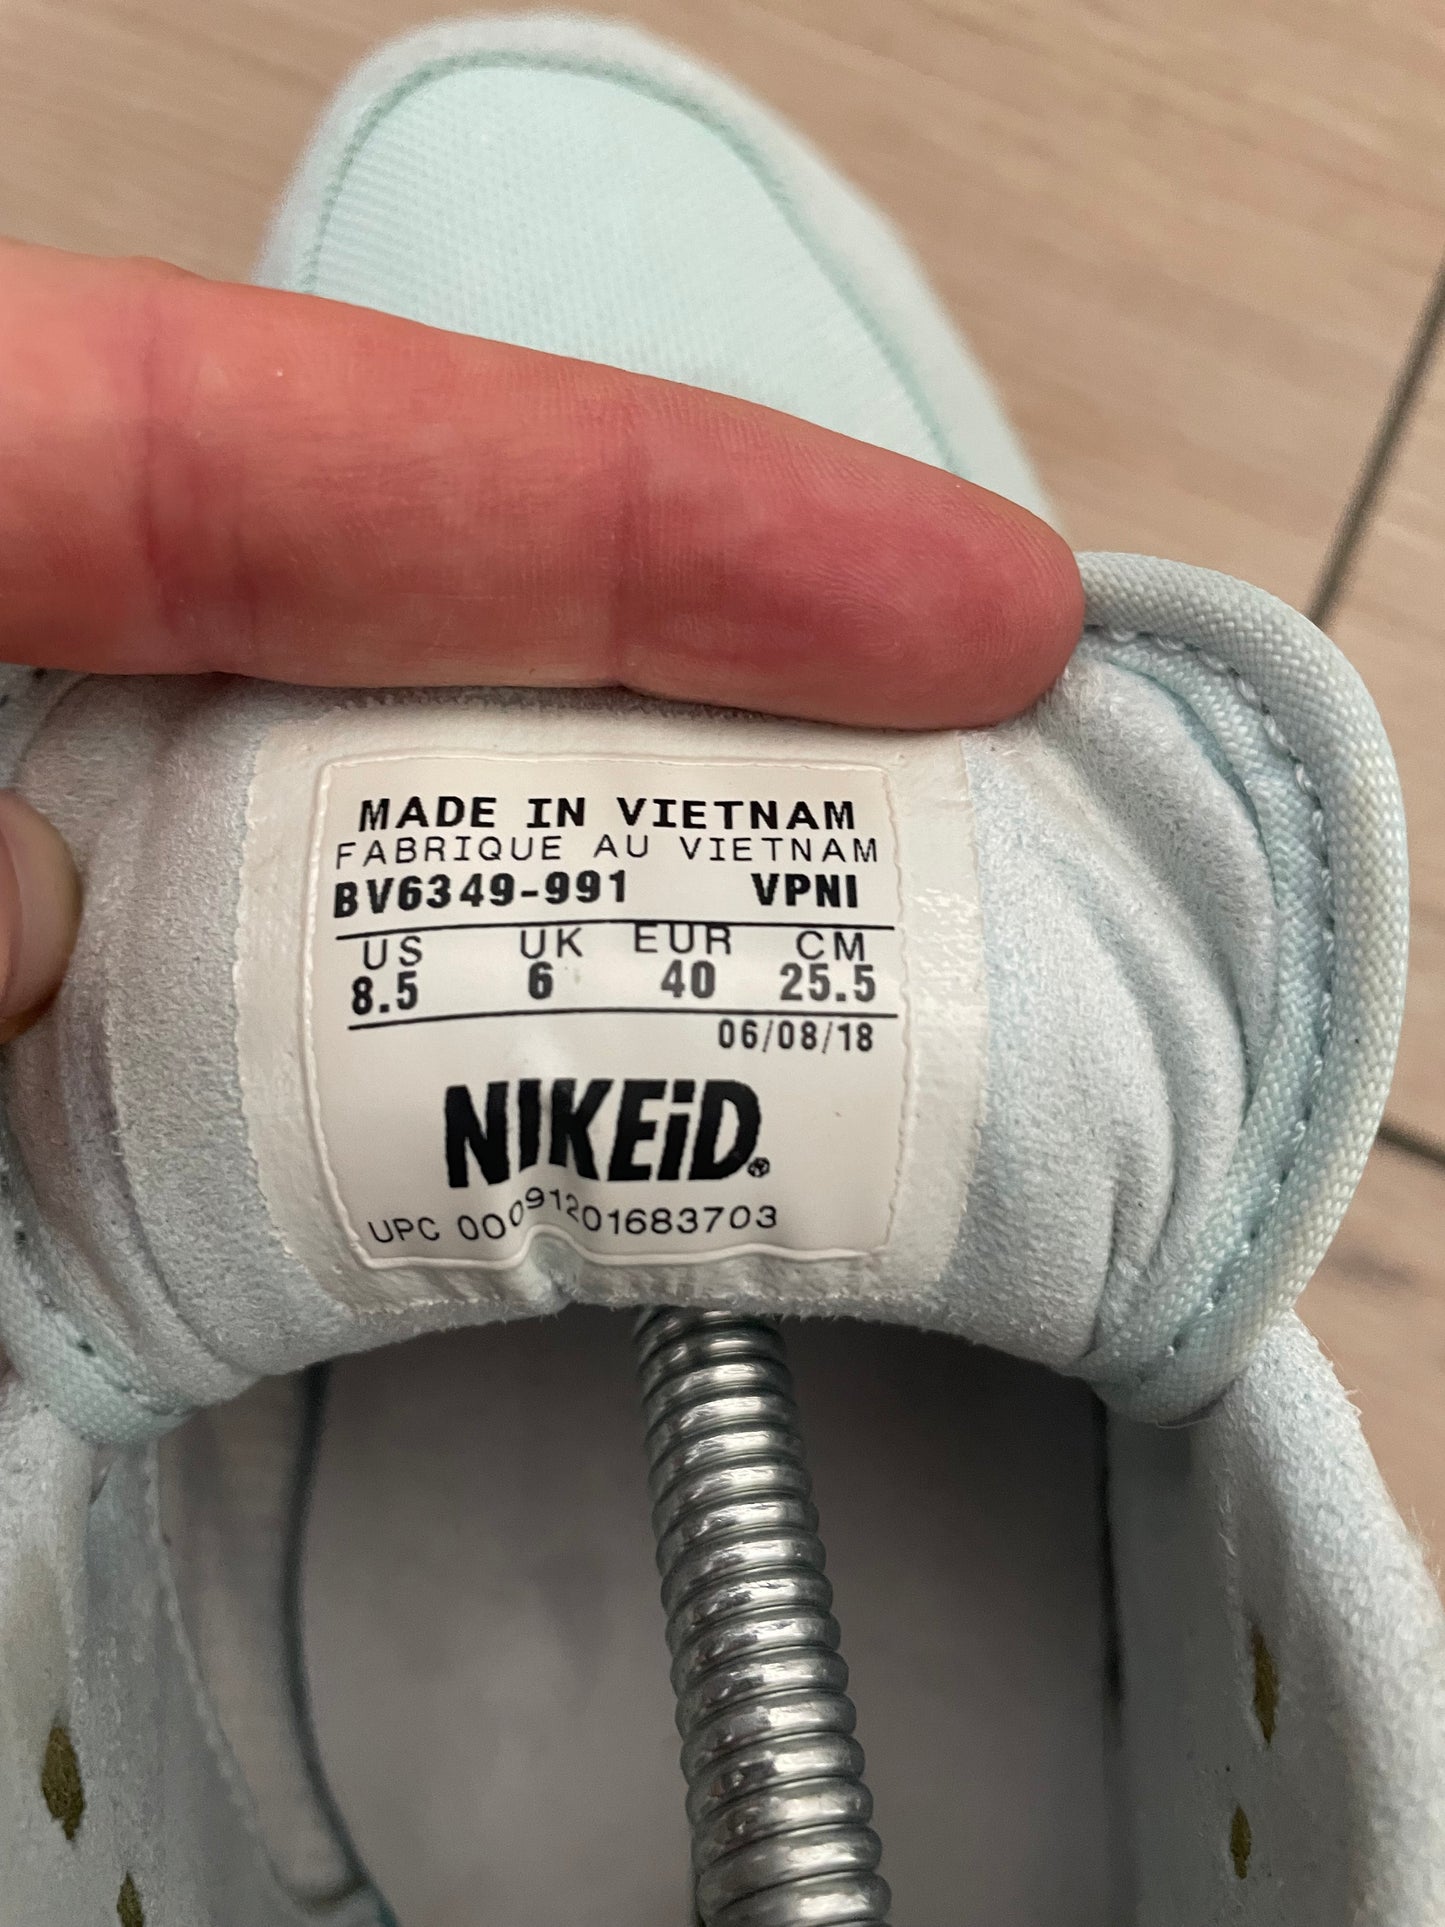 MADE IN VIETNAM
FABRIQUE AU VIETNAM
BV6349-991 VPNI
US UK EUR CM
8.5 6 40 25.5
06/08/18
NIKEiD®
UPC 00091201683703